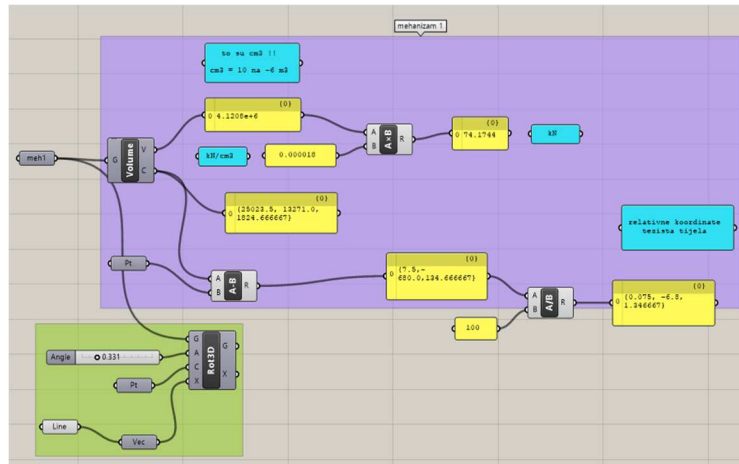 mehanizam 1
to su cm3 !!
cm3 = 10 na -6 m3
{0}
0 4.1208e+6
kN/cm3
0.000018
A
B
A×B
R
{0}
0 74.1744
kN
meh1
G
Volume
V
C
{0}
0 {25023.5, 13271.0,
1824.666667}
relativne koordinate
tezista tijela
Pt
A
B
A-B
R
{0}
0 {7.5,-
680.0,134.666667}
A
B
A/B
R
{0}
0 {0.075, -6.8,
1.346667}
100
Angle
0.331
Pt
Line
Vec
G
A
C
X
Rot3D
G
X